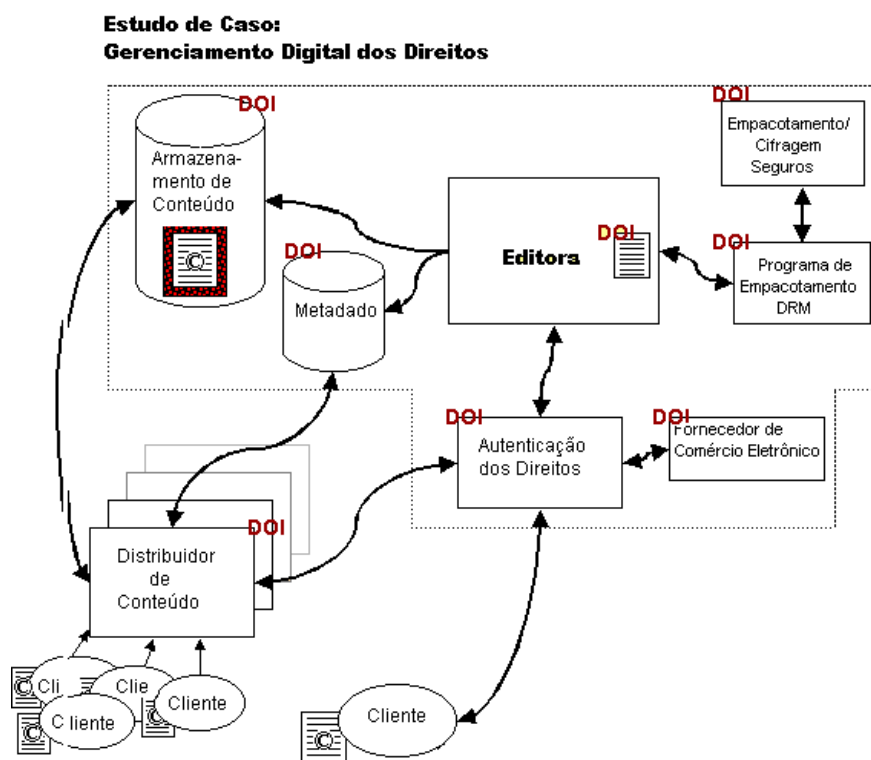 Estudo de Caso:
Gerenciamento Digital dos Direitos
DOI
Armazena-
mento de
Conteúdo
©
DOI
Metadado
DOI
Editora
DOI
Empacotamento/
Cifragem
Seguros
DOI
Programa de
Empacotamento
DRM
DOI
Autenticação
dos Direitos
DOI
Fornecedor de
Comércio Eletrônico
DOI
Distribuidor
de
Conteúdo
©
Cli
Clie
Cliente
©
C liente
©
©
Cliente